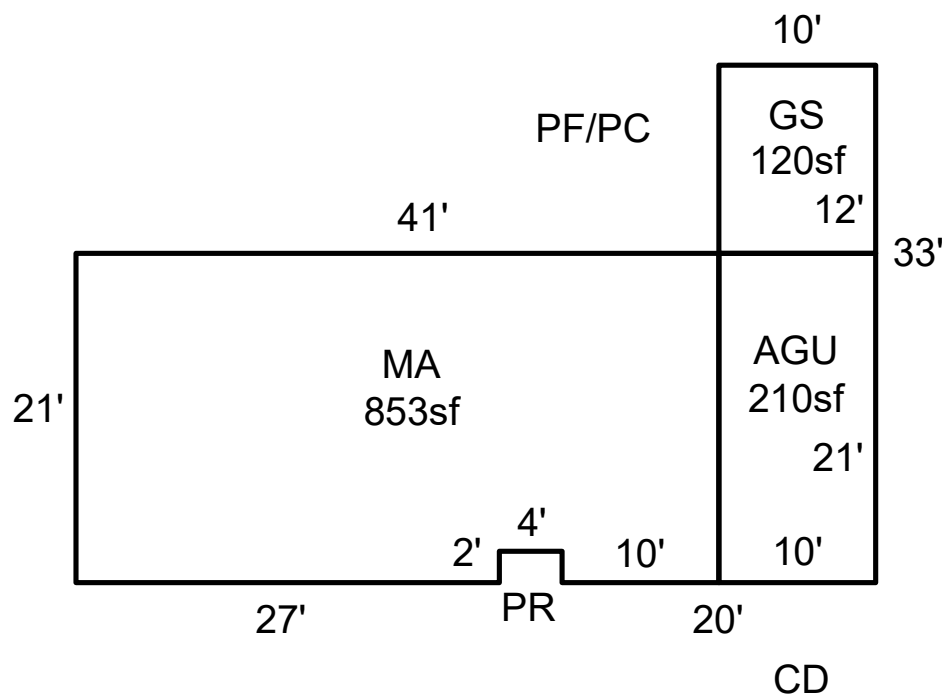 10'
PF/PC
GS
120sf
12'
41'
33'
MA
853sf
AGU
210sf
21'
21'
4'
2'
10'
10'
27'
PR
20'
CD